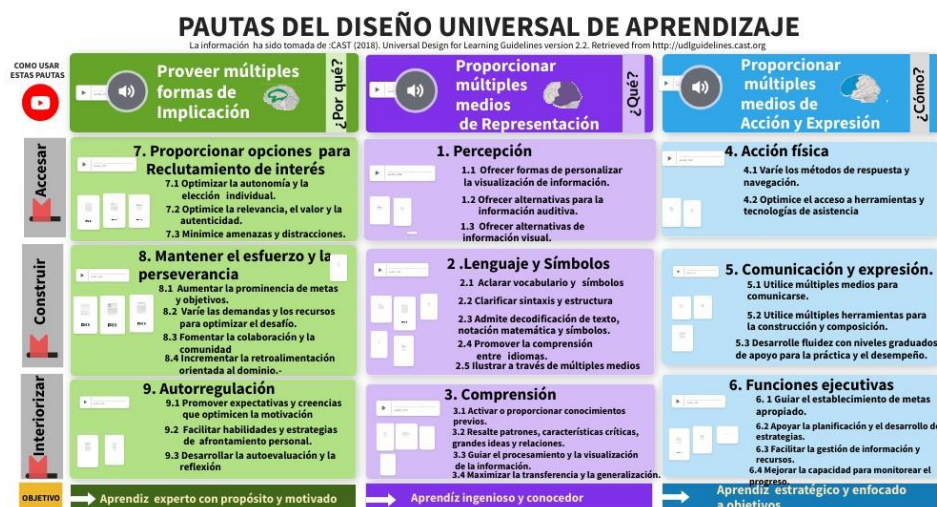 PAUTAS DEL DISEÑO UNIVERSAL DE APRENDIZAJE
La información ha sido tomada de :CAST (2018). Universal Design for Learning Guidelines version 2.2. Retrieved from http://udlguidelines.cast.org
COMO USAR
ESTAS PAUTAS
Proveer múltiples
formas de
Implicación
¿Por qué?
Proporcionar
múltiples
medios
de Representación
¿Qué?
Proporcionar
múltiples
medios de
Acción y Expresión
¿Cómo?
Accesar
7. Proporcionar opciones para
Reclutamiento de interés
7.1 Optimizar la autonomía y la
elección individual.
7.2 Optimice la relevancia, el valor y la
autenticidad.
7.3 Minimice amenazas y distracciones.
1. Percepción
1.1 Ofrecer formas de personalizar
la visualización de información.
1.2 Ofrecer alternativas para la
información auditiva.
1.3 Ofrecer alternativas de
información visual.
4. Acción física
4.1 Varíe los métodos de respuesta y
navegación.
4.2 Optimice el acceso a herramientas y
tecnologías de asistencia
Construir
8. Mantener el esfuerzo y la
perseverancia
8.1 Aumentar la prominencia de metas
y objetivos.
8.2 Varíe las demandas y los recursos
para optimizar el desafío.
8.3 Fomentar la colaboración y la
comunidad
8.4 Incrementar la retroalimentación
orientada al dominio.-
2 .Lenguaje y Símbolos
2.1 Aclarar vocabulario y símbolos
2.2 Clarificar sintaxis y estructura
2.3 Admite decodificación de texto,
notación matemática y símbolos.
2.4 Promover la comprensión
entre idiomas.
2.5 Ilustrar a través de múltiples medios
5. Comunicación y expresión.
5.1 Utilice múltiples medios para
comunicarse.
5.2 Utilice múltiples herramientas para
la construcción y composición.
5.3 Desarrolle fluidez con niveles graduados
de apoyo para la práctica y el desempeño.
Interiorizar
9. Autorregulación
9.1 Promover expectativas y creencias
que optimicen la motivación
9.2 Facilitar habilidades y estrategias
de afrontamiento personal.
9.3 Desarrollar la autoevaluación y la
reflexión
3. Comprensión
3.1 Activar o proporcionar conocimientos
previos.
3.2 Resalte patrones, características críticas,
grandes ideas y relaciones.
3.3 Guiar el procesamiento y la visualización
de la información.
3.4 Maximizar la transferencia y la generalización.
6. Funciones ejecutivas
6. 1 Guiar el establecimiento de metas
apropiado.
6.2 Apoyar la planificación y el desarrollo de
estrategias.
6.3 Facilitar la gestión de información y
recursos.
6.4 Mejorar la capacidad para monitorear el
progreso.
OBJETIVO
Aprendiz experto con propósito y motivado
Aprendíz ingenioso y conocedor
Aprendiz estratégico y enfocado
a objetivos